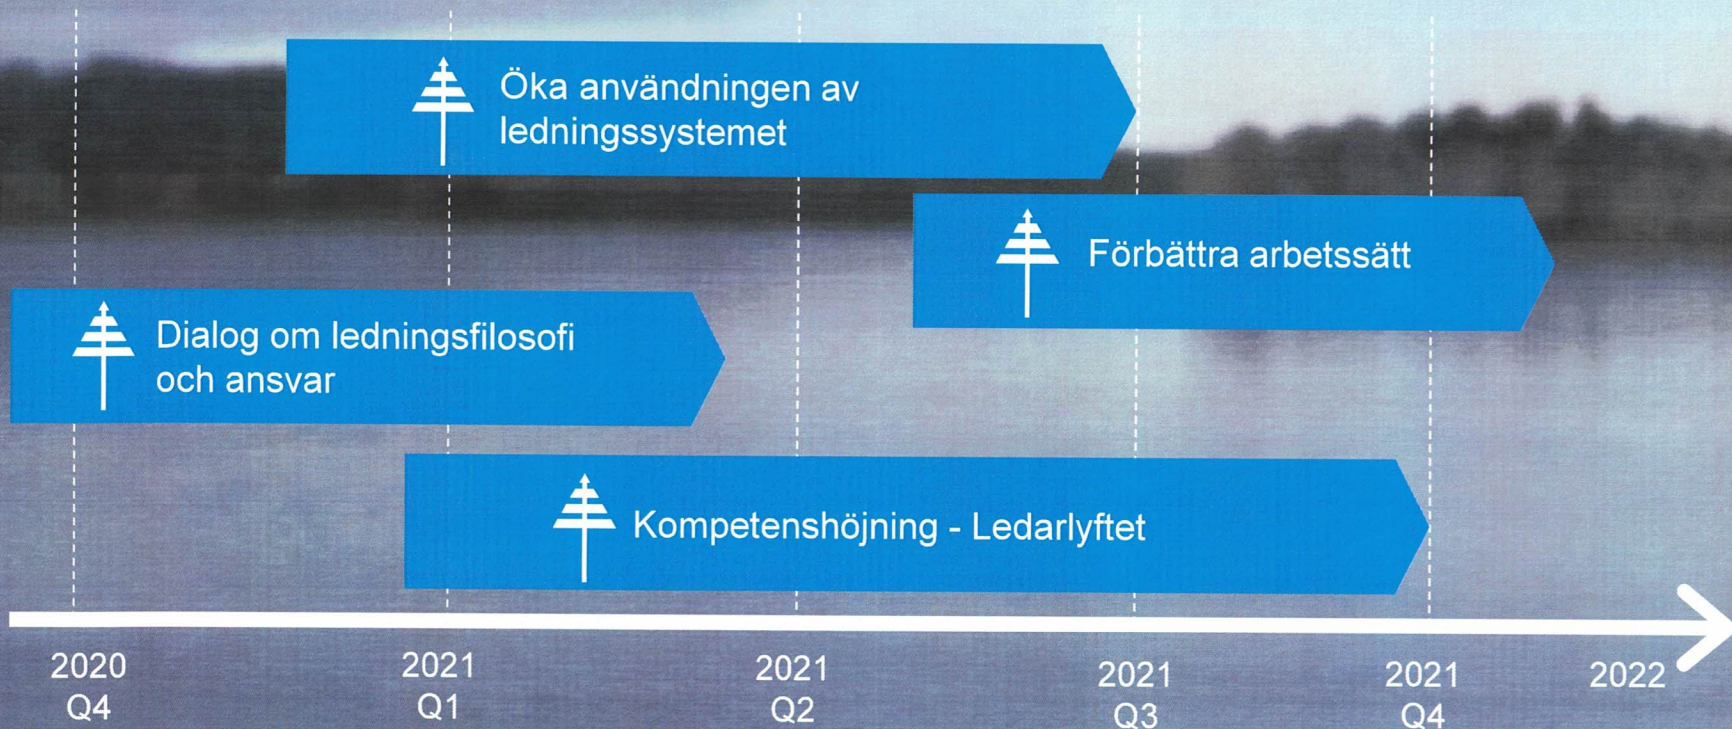 Öka användningen av
ledningssystemet
Förbättra arbetssätt
Dialog om ledningsfilosofi
och ansvar
Kompetenshöjning - Ledarlyftet
2020
Q4
2021
Q1
2021
Q2
2021
Q3
2021
Q4
2022